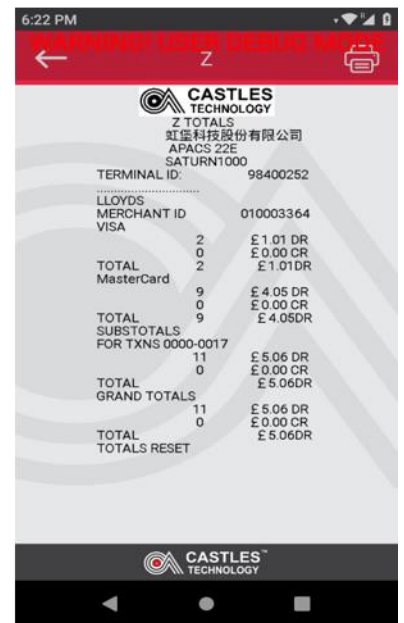 6:22 PM
WARNING! USER DEBUG MODE
Z
CASTLES
TECHNOLOGY
Z TOTALS
虹堡科技股份有限公司
APACS 22E
SATURN1000
TERMINAL ID: 98400252
..............................
LLOYDS
MERCHANT ID 010003364
VISA
2 £1.01 DR
0 £0.00 CR
TOTAL 2 £1.01DR
MasterCard
9 £4.05 DR
0 £0.00 CR
TOTAL 9 £4.05DR
SUBSTOTALS
FOR TXNS 0000-0017
11 £5.06 DR
0 £0.00 CR
TOTAL £5.06DR
GRAND TOTALS
11 £5.06 DR
0 £0.00 CR
TOTAL £5.06DR
TOTALS RESET
CASTLES™
TECHNOLOGY